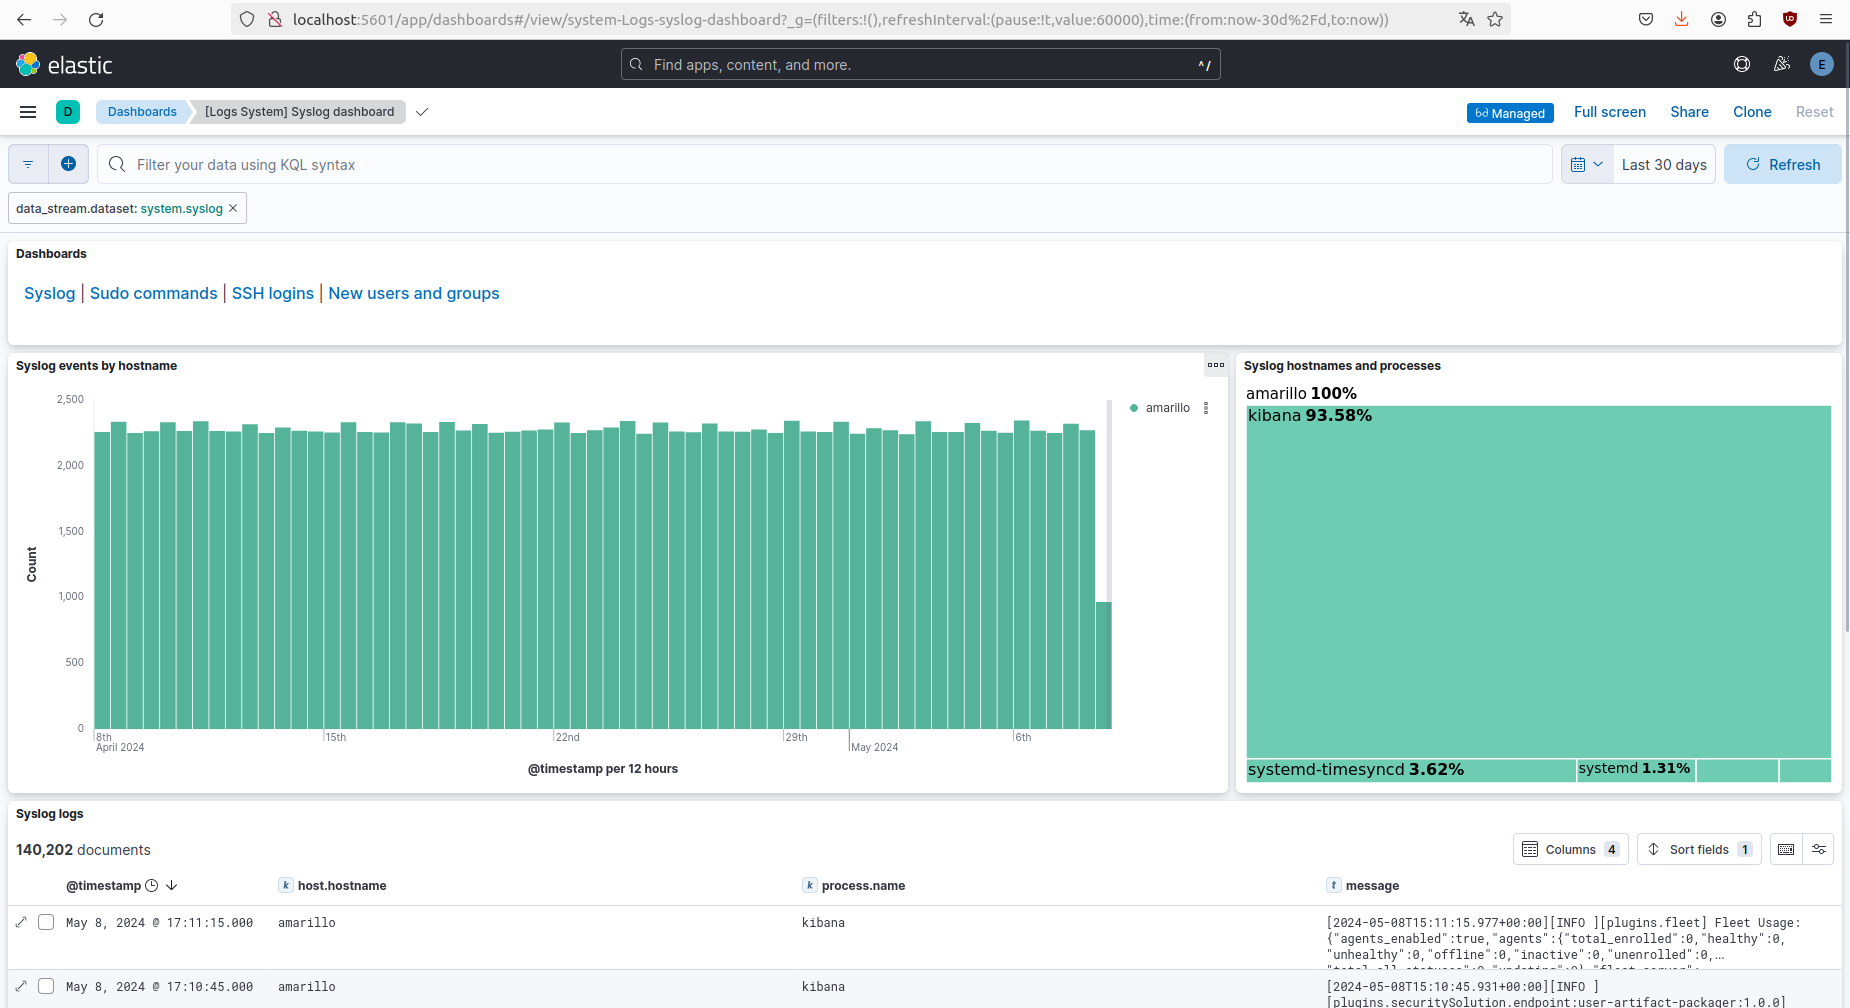 localhost:5601/app/dashboards#/view/system-Logs-syslog-dashboard?_g=(filters:!(),refreshInterval:(pause:!t,value:60000),time:(from:now-30d%2Fd,to:now))
elastic
Find apps, content, and more.
^/
E
D
Dashboards
[Logs System] Syslog dashboard
Managed
Full screen
Share
Clone
Reset
Filter your data using KQL syntax
Last 30 days
Refresh
data_stream.dataset: system.syslog
Dashboards
Syslog | Sudo commands | SSH logins | New users and groups
Syslog events by hostname
2,500
2,000
1,500
1,000
500
0
Count
8th
April 2024
15th
22nd
29th
May 2024
6th
@timestamp per 12 hours
amarillo
Syslog hostnames and processes
amarillo 100%
kibana 93.58%
systemd-timesyncd 3.62%
systemd 1.31%
Syslog logs
140,202 documents
Columns 4
Sort fields 1
@timestamp
k host.hostname
k process.name
t message
May 8, 2024 @ 17:11:15.000
amarillo
kibana
[2024-05-08T15:11:15.977+00:00][INFO ][plugins.fleet] Fleet Usage:
{"agents_enabled":true,"agents":{"total_enrolled":0,"healthy":0,
"unhealthy":0,"offline":0,"inactive":0,"unenrolled":0,…
May 8, 2024 @ 17:10:45.000
amarillo
kibana
[2024-05-08T15:10:45.931+00:00][INFO ]
[plugins.securitySolution.endpoint:user-artifact-packager:1.0.0]